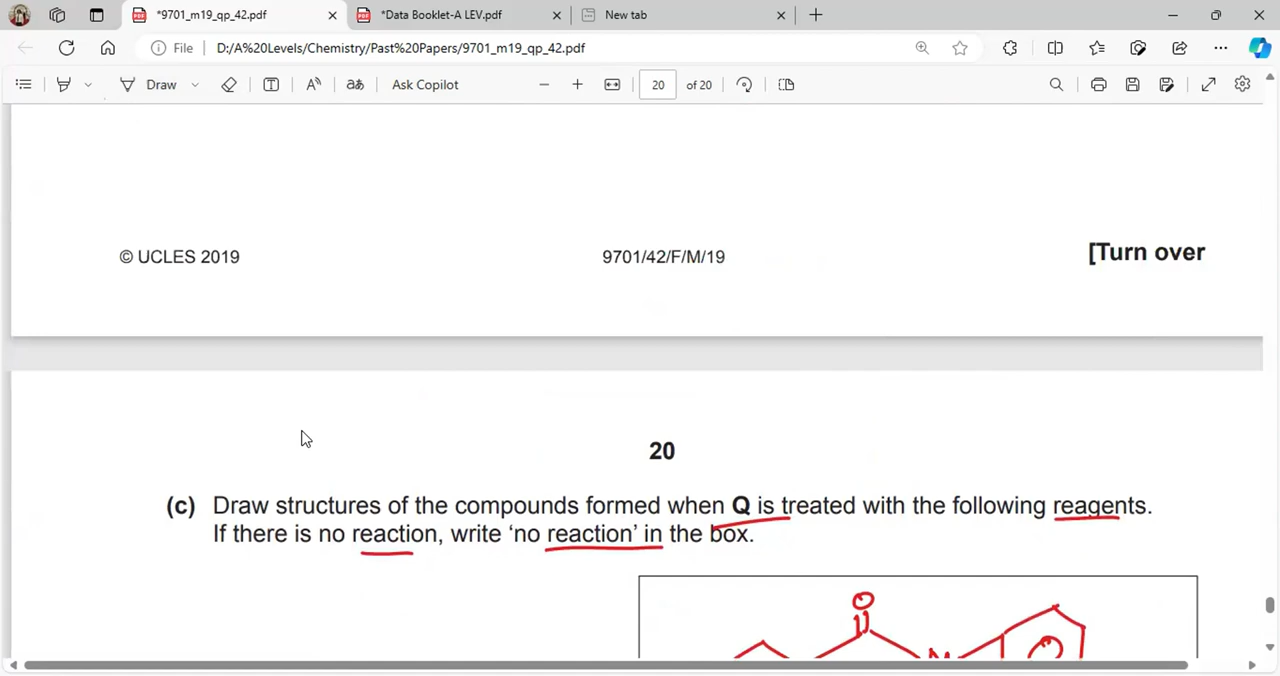 *9701_m19_qp_42.pdf
*Data Booklet-A LEV.pdf
New tab
File
D:/A%20Levels/Chemistry/Past%20Papers/9701_m19_qp_42.pdf
Draw
Ask Copilot
20
of 20
© UCLES 2019
9701/42/F/M/19
[Turn over
20
(c) Draw structures of the compounds formed when Q is treated with the following reagents.
If there is no reaction, write ‘no reaction’ in the box.
O